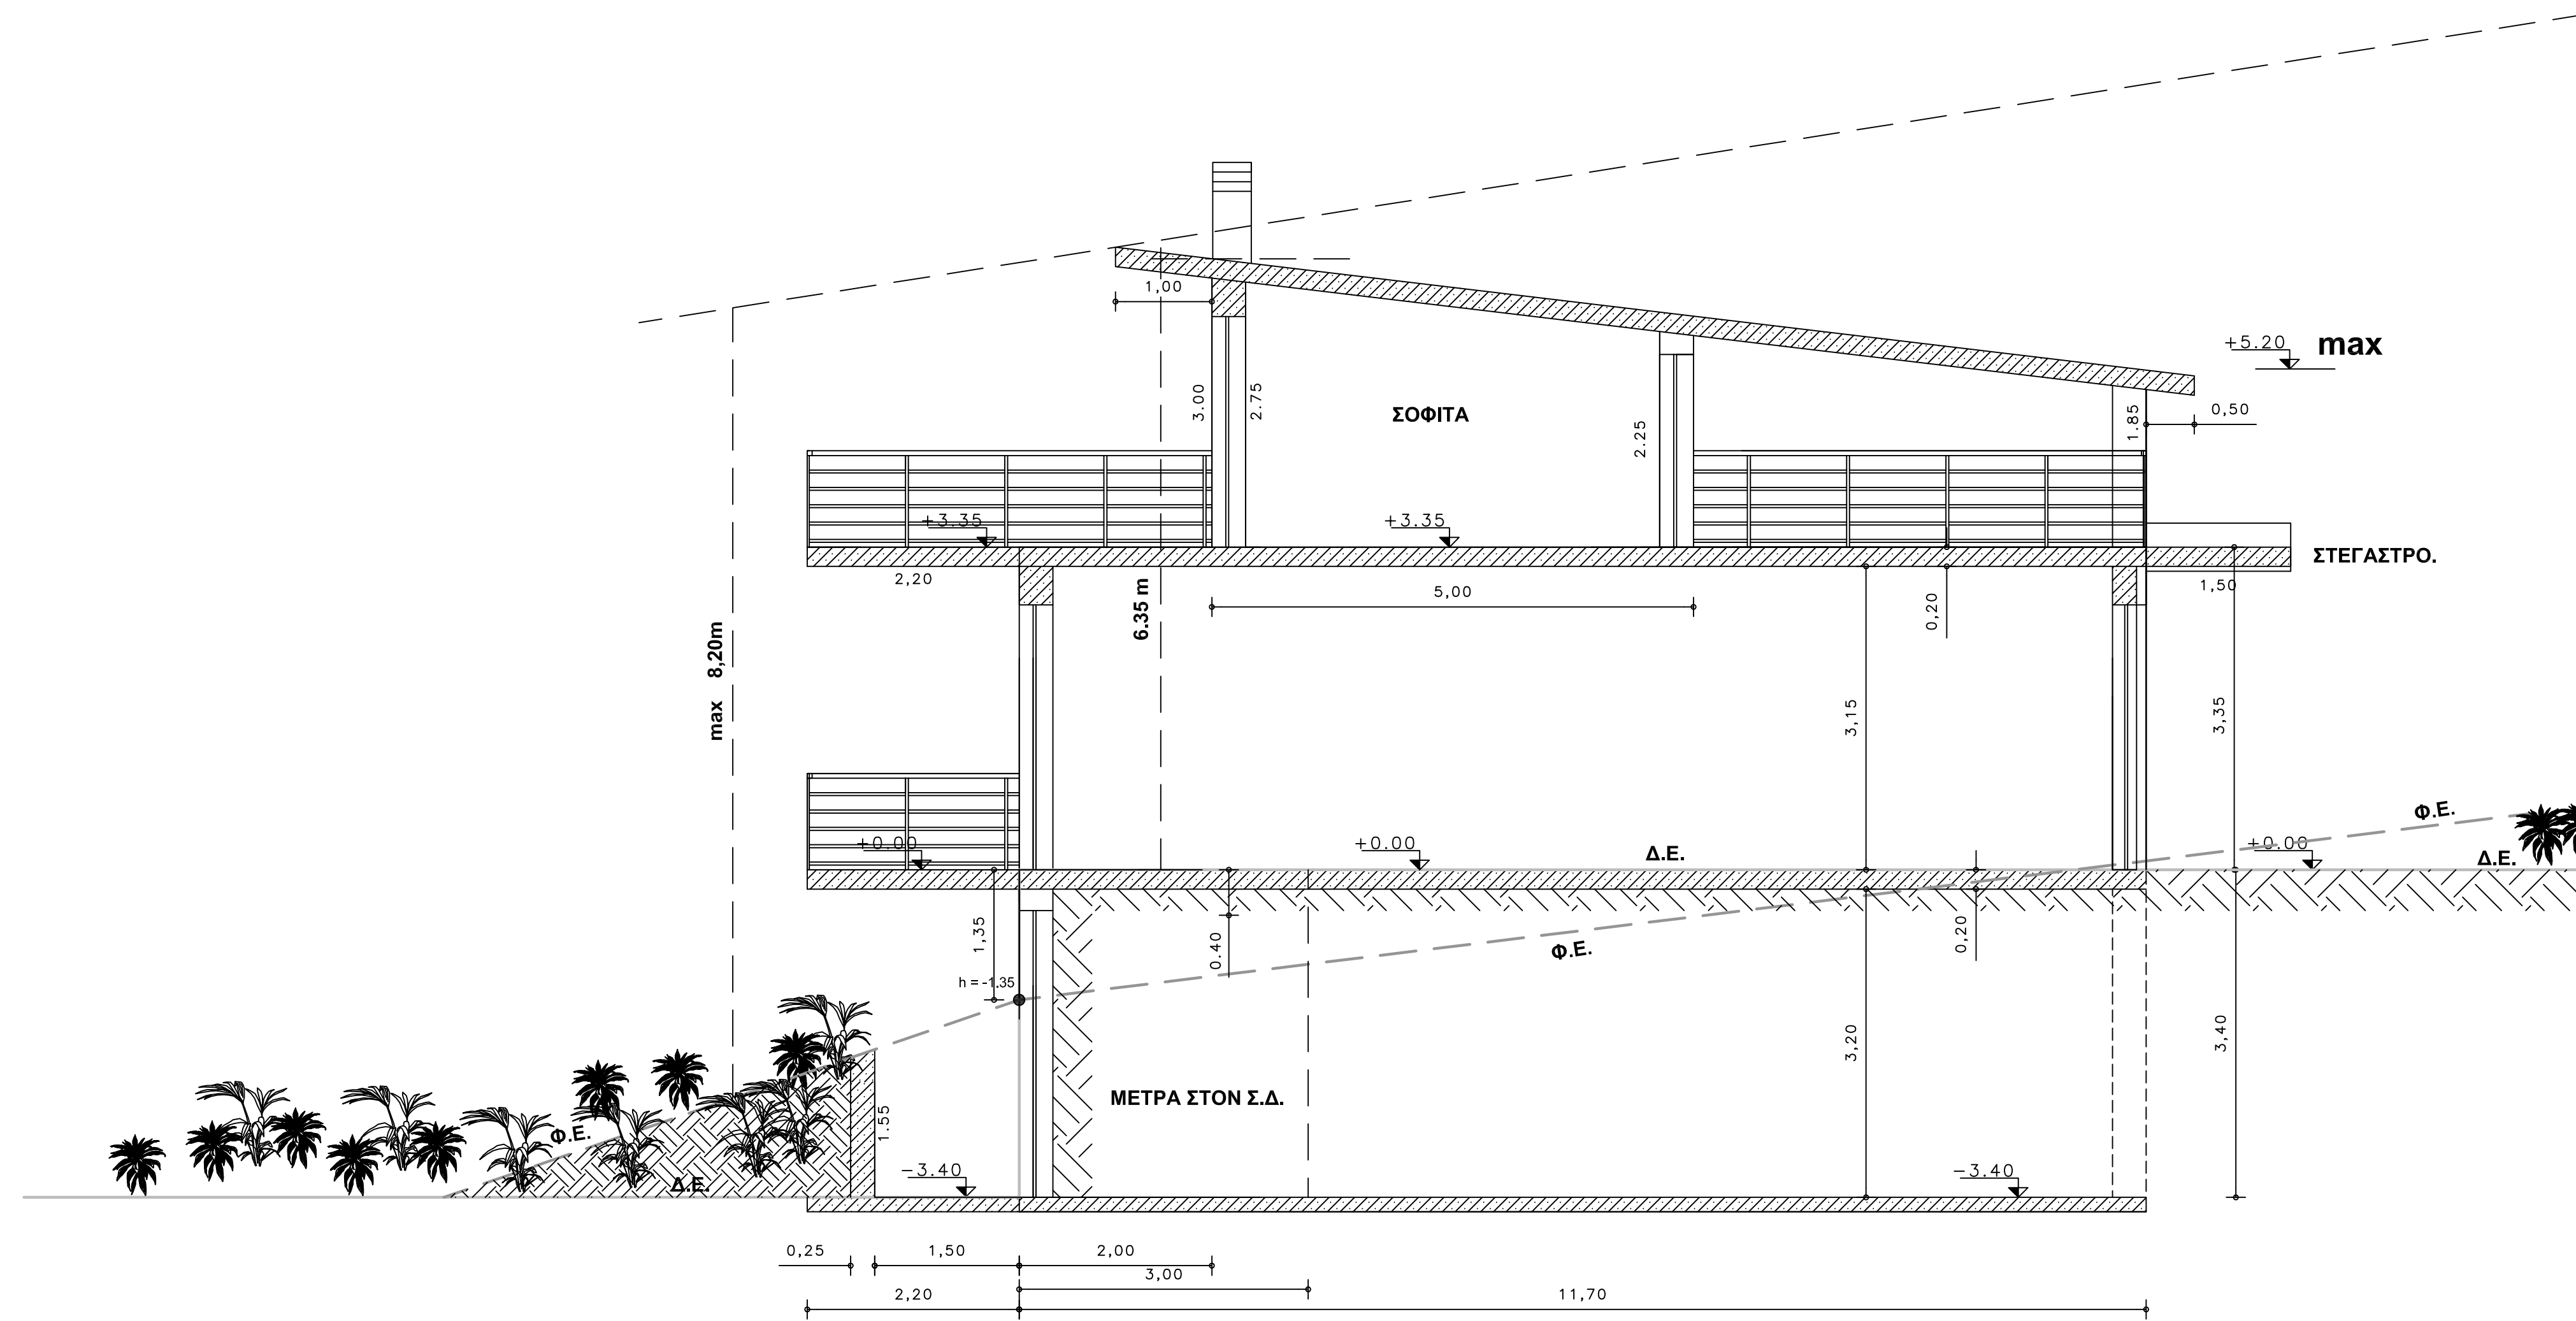 +5.20
max
1,00
3.00
2.75
ΣΟΦΙΤΑ
2.25
1.85
0,50
+3.35
+3.35
ΣΤΕΓΑΣΤΡΟ.
2,20
6.35 m
5,00
0,20
1,50
max 8,20m
3,15
3,35
Φ.Ε.
+0.00
+0.00
Δ.Ε.
+0.00
Δ.Ε.
1,35
0.40
Φ.Ε.
0,20
h = -1.35
3,20
3,40
ΜΕΤΡΑ ΣΤΟΝ Σ.Δ.
1.55
Φ.Ε.
Δ.Ε.
-3.40
-3.40
0,25
1,50
2,00
3,00
2,20
11,70